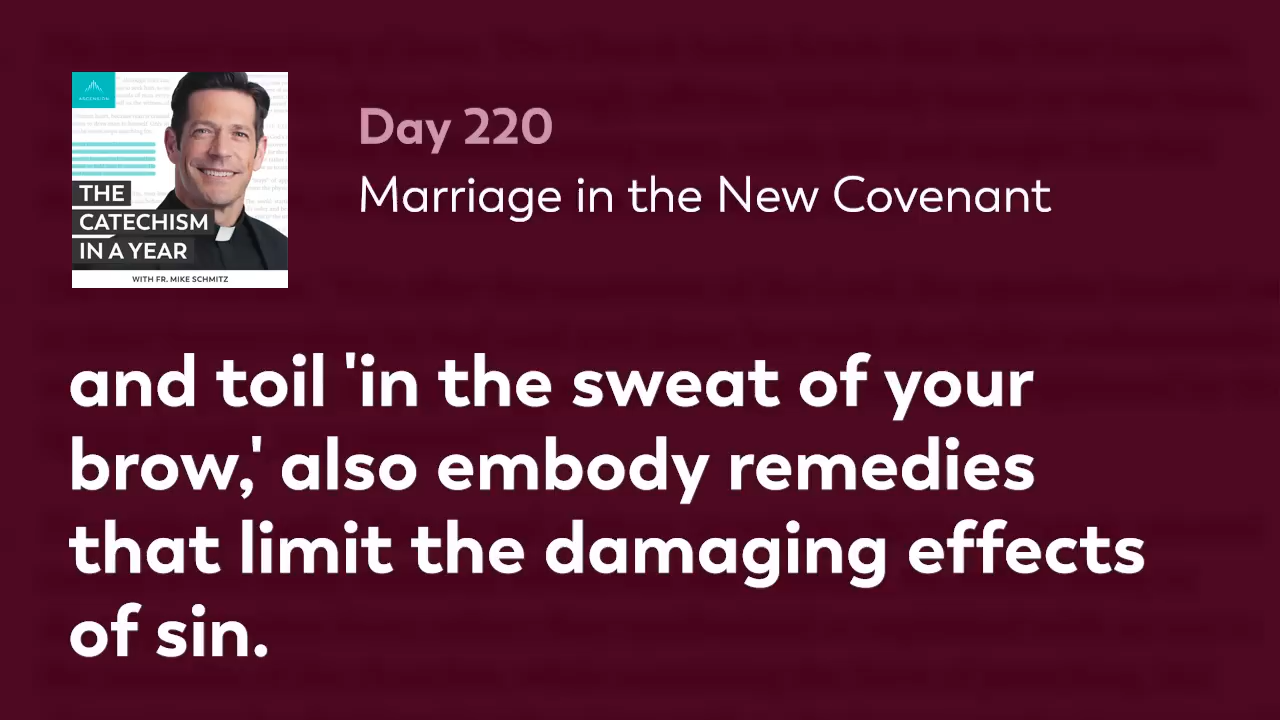 ASCENSION
THE
CATECHISM
IN A YEAR
WITH FR. MIKE SCHMITZ
Day 220
Marriage in the New Covenant
and toil 'in the sweat of your
brow,' also embody remedies
that limit the damaging effects
of sin.